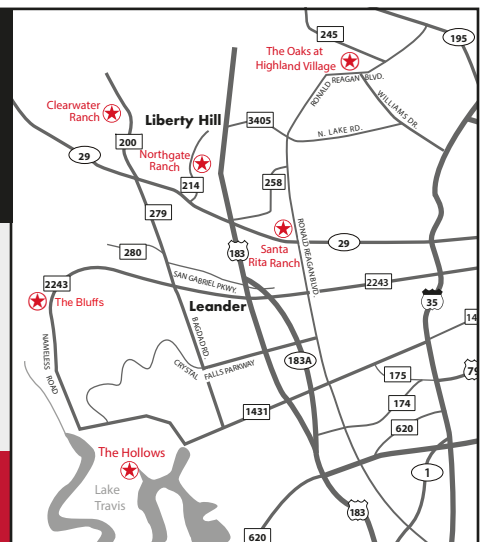 245
195
The Oaks at
Highland Village
RONALD REAGAN BLVD.
WILLIAMS DR.
Clearwater
Ranch
Liberty Hill
3405
N. LAKE RD.
200
29
Northgate
Ranch
214
258
279
RONALD REAGAN BLVD.
Santa
Rita Ranch
29
280
183
2243
SAN GABRIEL PKWY.
2243
The Bluffs
Leander
35
NAMELESS ROAD
BAGDAD RD.
CRYSTAL FALLS PARKWAY
183A
175
174
1431
620
The Hollows
Lake
Travis
1
183
620